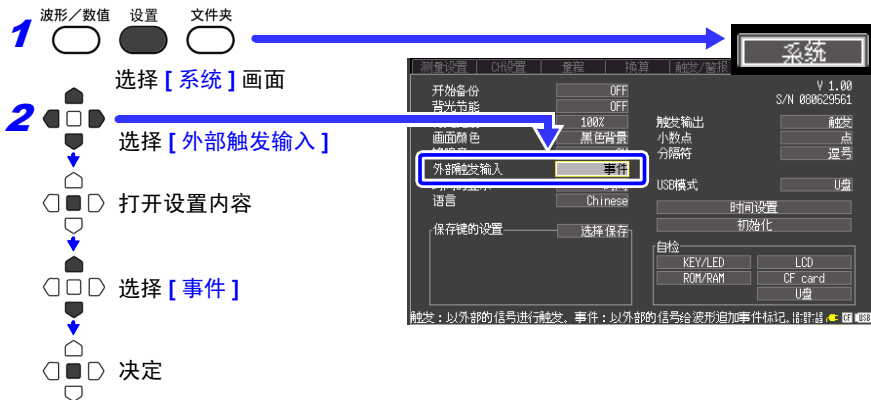 波形／数值 设置 文件夹
1
选择 [ 系统 ] 画面
2
选择 [ 外部触发输入 ]
打开设置内容
选择 [ 事件 ]
决定
系统
测量设置 CH设置 量程 换算 触发/警报
V 1.00
S/N 080629561
开始备份 OFF
背光节能 OFF
100%
画面颜色 黑色背景
外部触发输入 事件
语言 Chinese
保存键的设置 选择保存
触发输出 触发
小数点 点
分隔符 逗号
USB模式 U盘
时间设置
初始化
自检
KEY/LED LCD
ROM/RAM CF card
U盘
触发：以外部的信号进行触发。事件：以外部的信号给波形追加事件标记。
CF USB